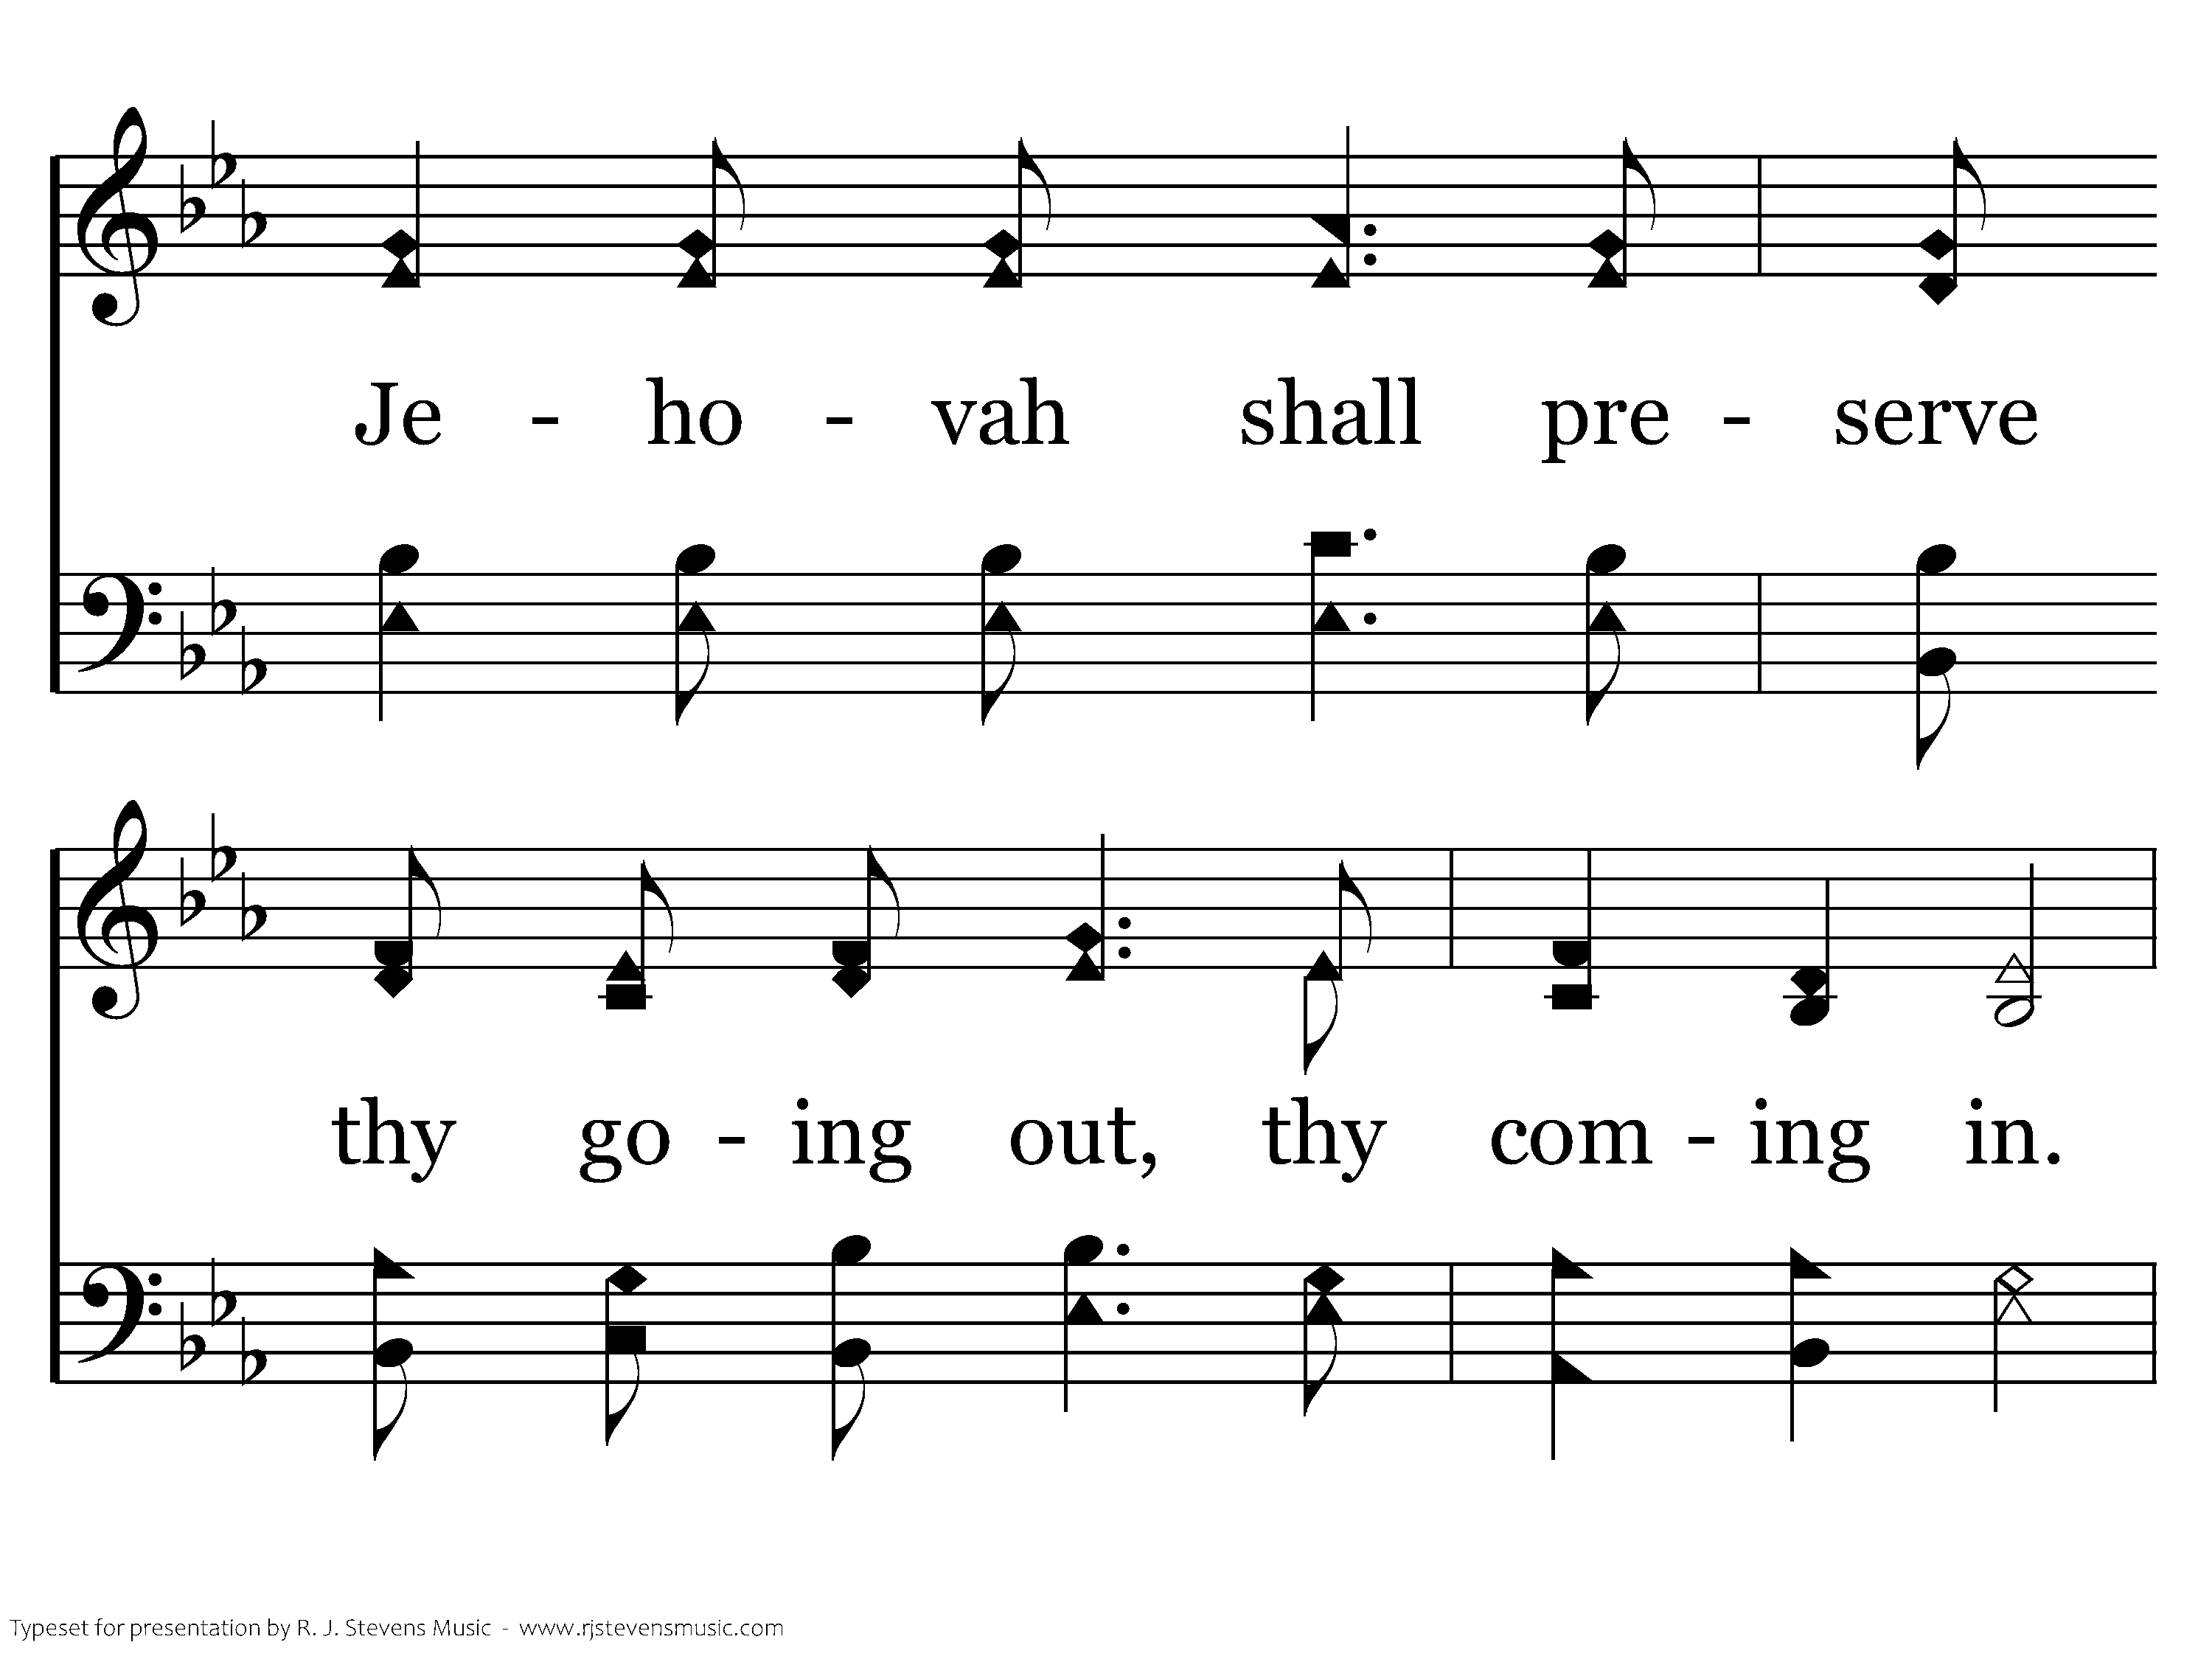 Je - ho - vah shall pre - serve
thy go - ing out, thy com - ing in.
Typeset for presentation by R. J. Stevens Music - www.rjstevensmusic.com